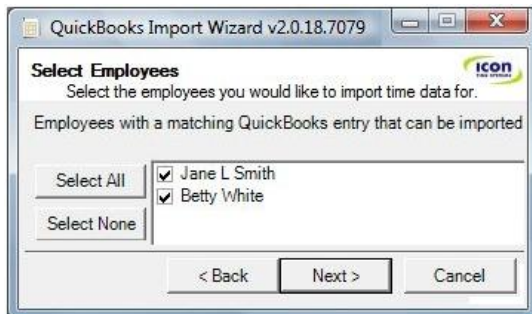 QuickBooks Import Wizard v2.0.18.7079
Select Employees
icon
Select the employees you would like to import time data for.
Employees with a matching QuickBooks entry that can be imported
Select All
Jane L Smith
Betty White
Select None
< Back
Next >
Cancel